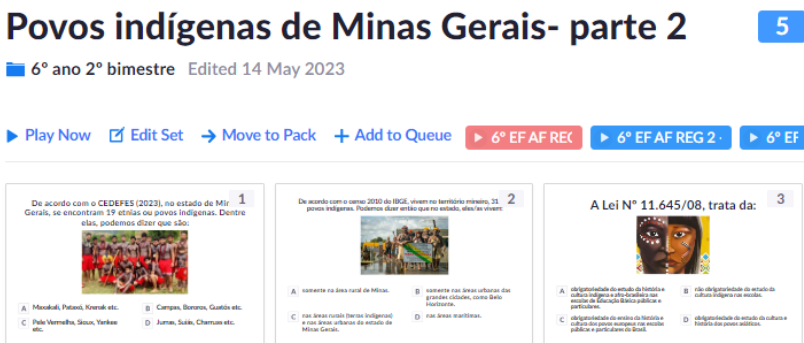 Povos indígenas de Minas Gerais- parte 2
5
6º ano 2º bimestre Edited 14 May 2023
Play Now Edit Set Move to Pack Add to Queue 6º EF AF REG 6º EF AF REG 2 - 6º EF
1
De acordo com o CEDEFES (2023), no estado de Min
Gerais, se encontram 19 etnias ou povos indígenas. Dentre
elas, podemos dizer que são:
A Maxakali, Pataxó, Krenak etc.
B Campas, Bororos, Guatós etc.
C Pele Vermelha, Sioux, Yankee
etc.
D Jumas, Suiás, Charruas etc.
2
De acordo com o censo 2010 do IBGE, vivem no território mineiro, 31
povos indígenas. Podemos dizer então que no estado, eles/as vivem:
A somente na área rural de Minas.
B somente nas áreas urbanas das
grandes cidades, como Belo
Horizonte.
C nas áreas rurais (terras indígenas)
e nas áreas urbanas do estado de
Minas Gerais.
D nas áreas marítimas.
3
A Lei Nº 11.645/08, trata da:
A obrigatoriedade do estudo da história e
cultura indígena e afro-brasileira nas
escolas de Educação Básica públicas e
particulares.
B não obrigatoriedade do estudo da
cultura indígena nas escolas.
C obrigatoriedade do ensino da história e
cultura dos povos europeus nas escolas
públicas e particulares do Brasil.
D obrigatoriedade do estudo da cultura e
história dos povos asiáticos.